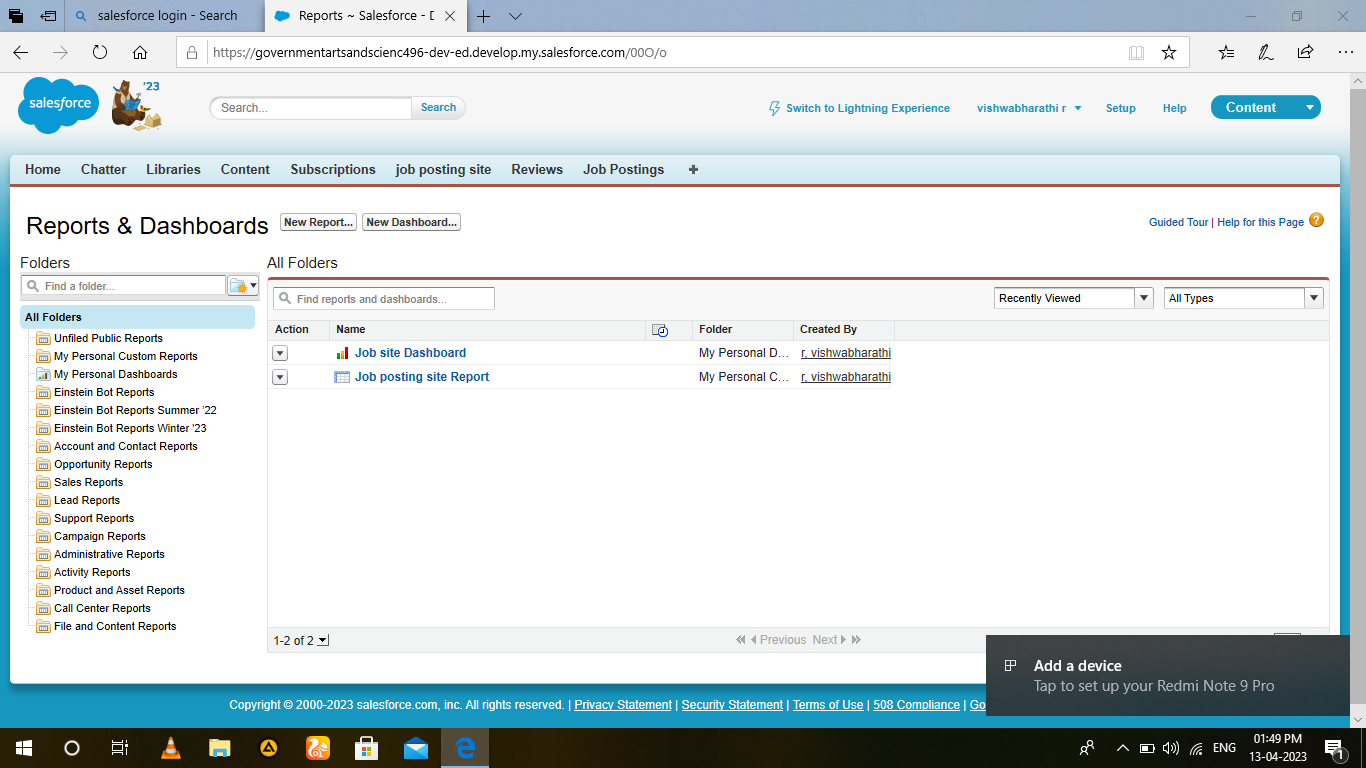 salesforce login - Search
Reports ~ Salesforce - D
https://governmentartsandscienc496-dev-ed.develop.my.salesforce.com/00O/o
salesforce
'23
Search...
Search
Switch to Lightning Experience
vishwabharathi r
Setup
Help
Content
Home Chatter Libraries Content Subscriptions job posting site Reviews Job Postings +
Reports & Dashboards
New Report...
New Dashboard...
Guided Tour | Help for this Page ?
Folders
Find a folder...
All Folders
Unfiled Public Reports
My Personal Custom Reports
My Personal Dashboards
Einstein Bot Reports
Einstein Bot Reports Summer '22
Einstein Bot Reports Winter '23
Account and Contact Reports
Opportunity Reports
Sales Reports
Lead Reports
Support Reports
Campaign Reports
Administrative Reports
Activity Reports
Product and Asset Reports
Call Center Reports
File and Content Reports
All Folders
Find reports and dashboards...
Recently Viewed
All Types
Action Name Folder Created By
Job site Dashboard My Personal D... r, vishwabharathi
Job posting site Report My Personal C... r, vishwabharathi
1-2 of 2
Previous Next
Add a device
Tap to set up your Redmi Note 9 Pro
Copyright © 2000-2023 salesforce.com, inc. All rights reserved. | Privacy Statement | Security Statement | Terms of Use | 508 Compliance | Go
ENG
01:49 PM
13-04-2023
1